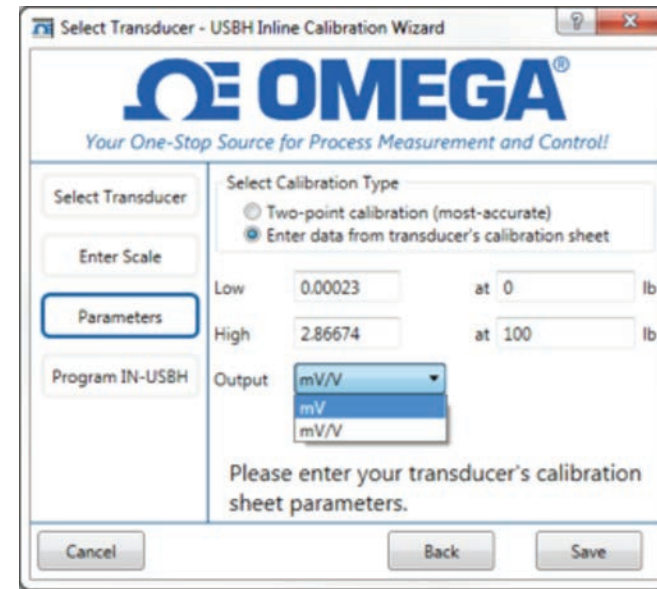 Select Transducer - USBH Inline Calibration Wizard
OMEGA®
Your One-Stop Source for Process Measurement and Control!
Select Transducer
Enter Scale
Parameters
Program IN-USBH
Select Calibration Type
Two-point calibration (most-accurate)
Enter data from transducer's calibration sheet
Low 0.00023 at 0 lb
High 2.86674 at 100 lb
Output mV/V
mV
mV/V
Please enter your transducer's calibration
sheet parameters.
Cancel Back Save